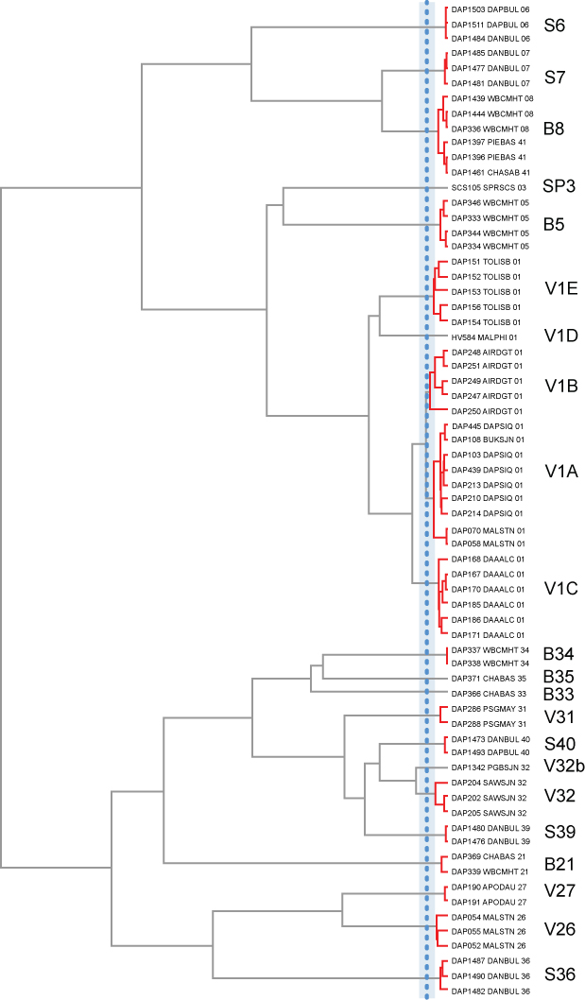 DAP1503 DAPBUL 06
DAP1511 DAPBUL 06
S6
DAP1484 DANBUL 06
DAP1485 DANBUL 07
DAP1477 DANBUL 07
S7
DAP1481 DANBUL 07
DAP1439 WBCMHT 08
DAP1444 WBCMHT 08
DAP336 WBCMHT 08
B8
DAP1397 PIEBAS 41
DAP1396 PIEBAS 41
DAP1461 CHASAB 41
SCS105 SPRSCS 03
SP3
DAP346 WBCMHT 05
DAP333 WBCMHT 05
B5
DAP344 WBCMHT 05
DAP334 WBCMHT 05
DAP151 TOLISB 01
DAP152 TOLISB 01
V1E
DAP153 TOLISB 01
DAP156 TOLISB 01
DAP154 TOLISB 01
HV584 MALPHI 01
V1D
DAP248 AIRDGT 01
DAP251 AIRDGT 01
DAP249 AIRDGT 01
V1B
DAP247 AIRDGT 01
DAP250 AIRDGT 01
DAP445 DAPSIQ 01
DAP108 BUKSJN 01
DAP103 DAPSIQ 01
DAP439 DAPSIQ 01
V1A
DAP213 DAPSIQ 01
DAP210 DAPSIQ 01
DAP214 DAPSIQ 01
DAP070 MALSTN 01
DAP058 MALSTN 01
DAP168 DAAALC 01
DAP167 DAAALC 01
DAP170 DAAALC 01
V1C
DAP185 DAAALC 01
DAP186 DAAALC 01
DAP171 DAAALC 01
DAP337 WBCMHT 34
B34
DAP338 WBCMHT 34
DAP371 CHABAS 35
B35
DAP366 CHABAS 33
B33
DAP286 PSGMAY 31
V31
DAP288 PSGMAY 31
DAP1473 DANBUL 40
S40
DAP1493 DAPBUL 40
DAP1342 PGBSJN 32
V32b
DAP204 SAWSJN 32
DAP202 SAWSJN 32
V32
DAP205 SAWSJN 32
DAP1480 DANBUL 39
S39
DAP1476 DANBUL 39
DAP369 CHABAS 21
B21
DAP339 WBCMHT 21
DAP190 APODAU 27
V27
DAP191 APODAU 27
DAP054 MALSTN 26
DAP055 MALSTN 26
V26
DAP052 MALSTN 26
DAP1487 DANBUL 36
DAP1490 DANBUL 36
S36
DAP1482 DANBUL 36